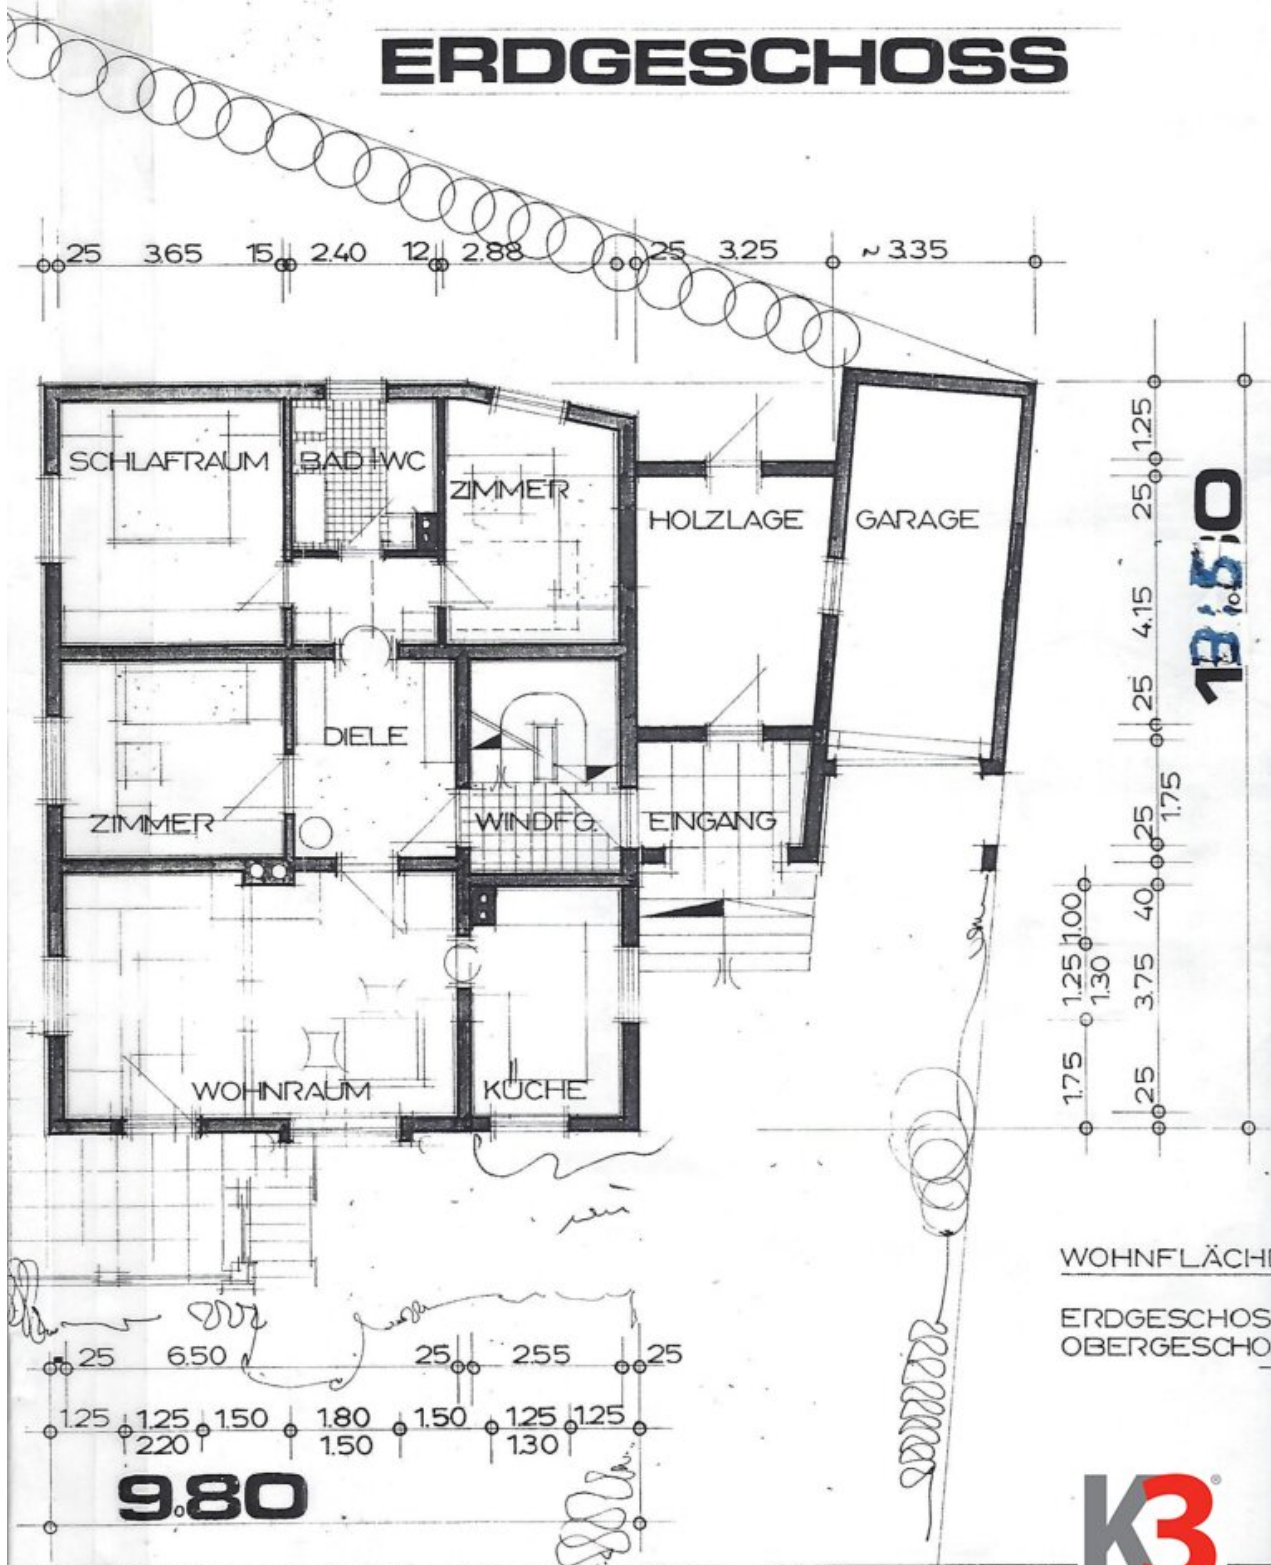 ERDGESCHOSS
25 3.65 15 2.40 12 2.88 25 3.25 ~ 3.35
SCHLAFRAUM BAD+WC
ZIMMER
HOLZLAGE GARAGE
DIELE
ZIMMER WINDFG. EINGANG
WOHNRAUM KÜCHE
1.25
25
4.15
25
1.75
25
40
3.75
25
1.00
1.25
1.30
1.75
WOHNFLÄCHE
ERDGESCHOS
OBERGESCHO
25 6.50 25 2.55 25
1.25 1.25 1.50 1.80 1.50 1.25 1.25
2.20 1.50 1.30
9.80
K3®